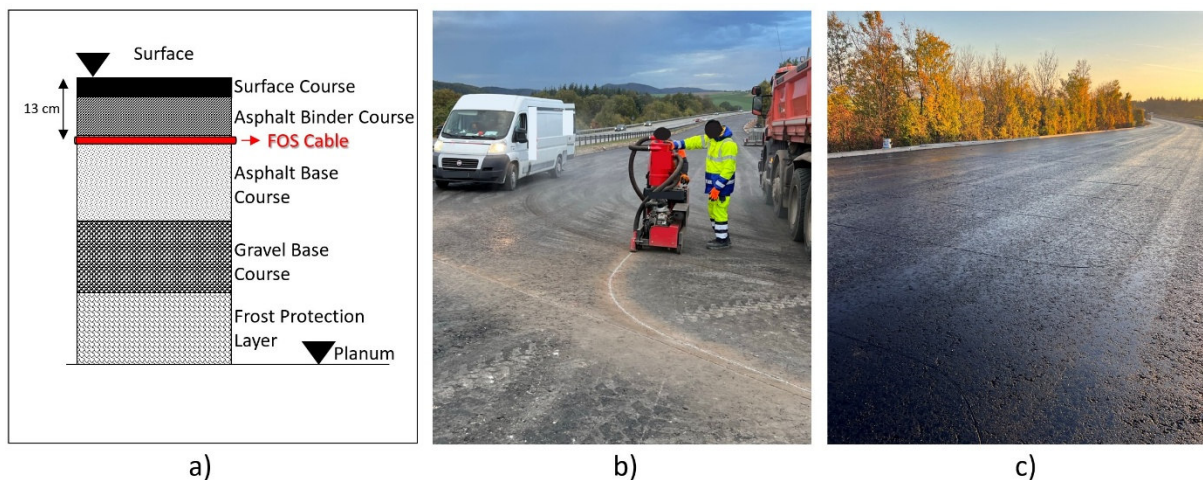 Surface
Surface Course
13 cm
Asphalt Binder Course
FOS Cable
Asphalt Base
Course
Gravel Base
Course
Frost Protection
Layer
Planum
a)
b)
c)